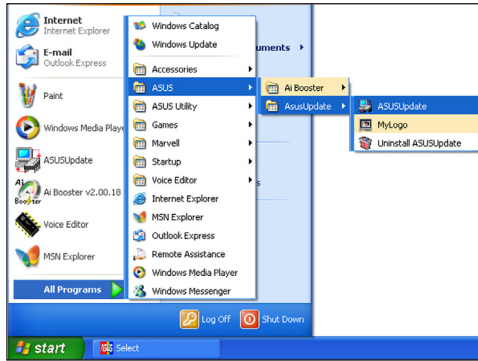 Internet
Internet Explorer
E-mail
Outlook Express
Paint
Windows Media Playe
ASUSUpdate
Ai Booster v2.00.18
Voice Editor
MSN Explorer
All Programs
Windows Catalog
Windows Update
Accessories
ASUS
ASUS Utility
Games
Marvell
Startup
Voice Editor
Internet Explorer
MSN Explorer
Outlook Express
Remote Assistance
Windows Media Player
Windows Messenger
uments
s
Ai Booster
AsusUpdate
ASUSUpdate
MyLogo
Uninstall ASUSUpdate
Log Off
Shut Down
start
Select